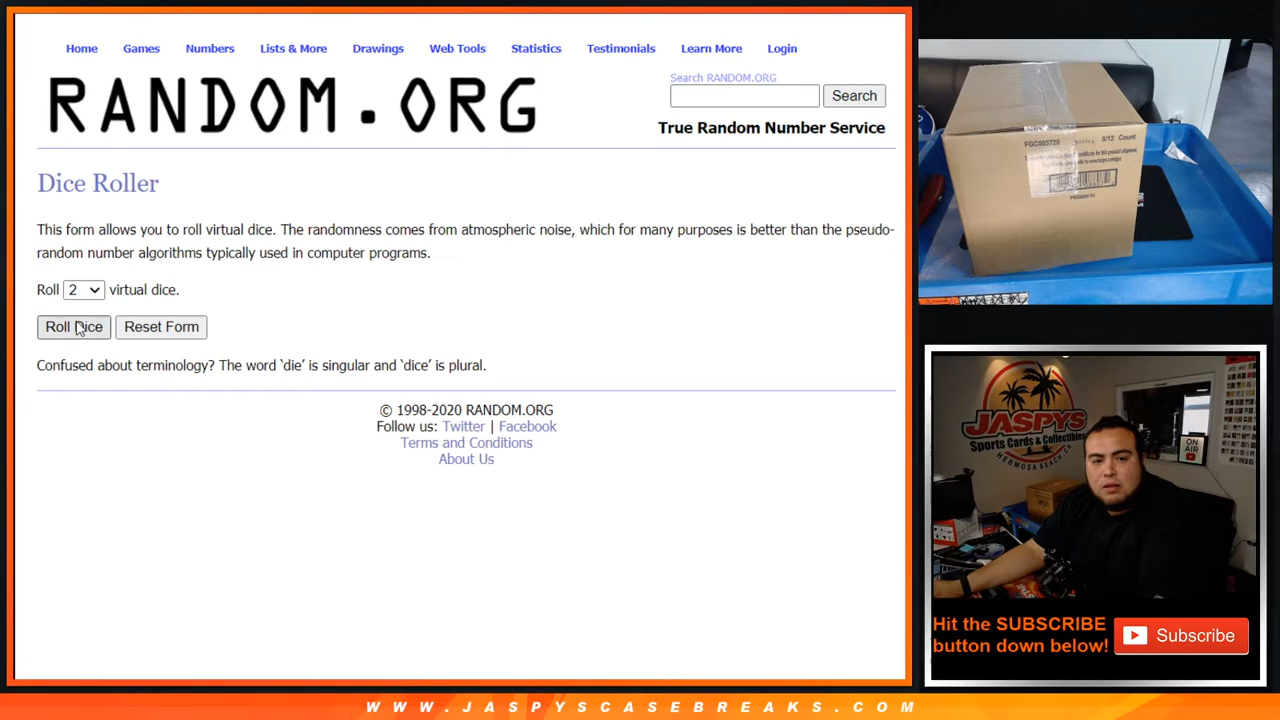 Home Games Numbers Lists & More Drawings Web Tools Statistics Testimonials Learn More Login
RANDOM.ORG
Search RANDOM.ORG
Search
True Random Number Service
Dice Roller
This form allows you to roll virtual dice. The randomness comes from atmospheric noise, which for many purposes is better than the pseudo-
random number algorithms typically used in computer programs.
Roll 2 virtual dice.
Roll Dice Reset Form
Confused about terminology? The word ‘die’ is singular and ‘dice’ is plural.
© 1998-2020 RANDOM.ORG
Follow us: Twitter | Facebook
Terms and Conditions
About Us
FGC003728 9/12 Count
JASPYS
Sports Cards & Collectibles
HERMOSA BEACH, CA
ON
AIR
Hit the SUBSCRIBE
button down below!
Subscribe
WWW.JASPYSCASEBREAKS.COM